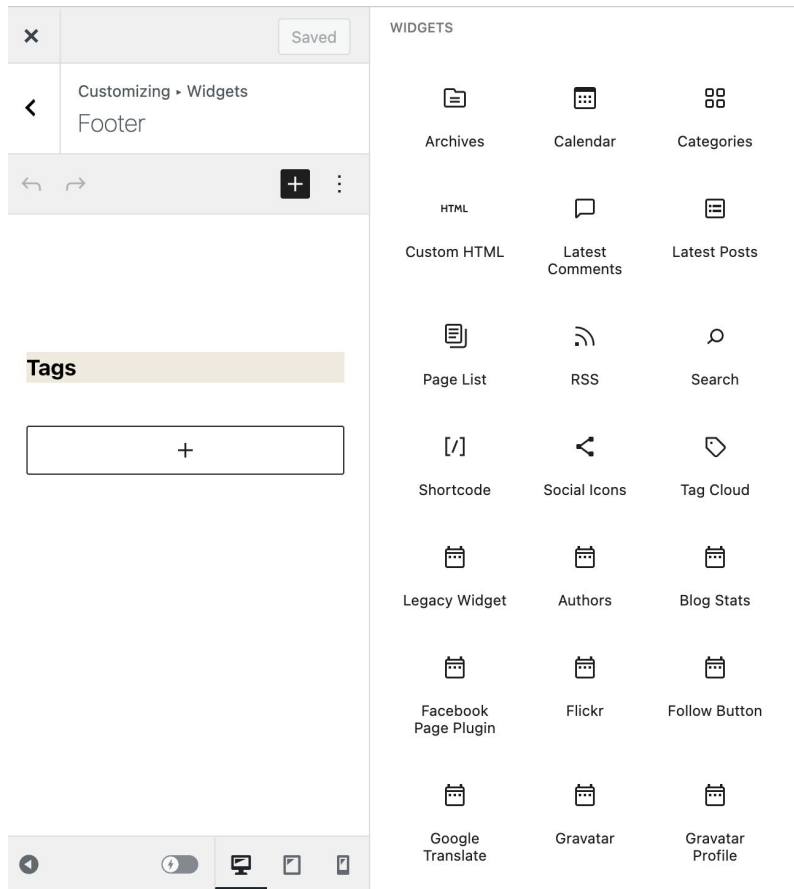 Saved
Customizing ▸ Widgets
Footer
Tags
WIDGETS
Archives
Calendar
Categories
HTML
Custom HTML
Latest
Comments
Latest Posts
Page List
RSS
Search
[/]
Shortcode
Social Icons
Tag Cloud
Legacy Widget
Authors
Blog Stats
Facebook
Page Plugin
Flickr
Follow Button
Google
Translate
Gravatar
Gravatar
Profile